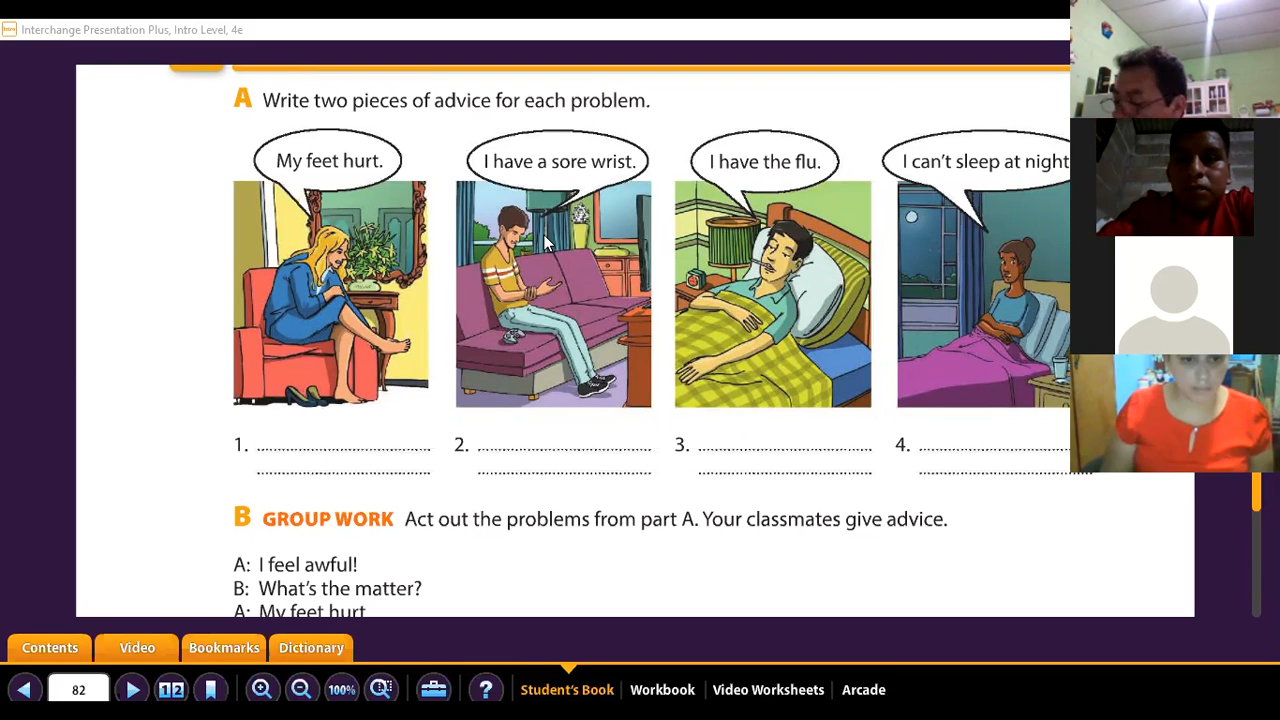 Interchange Presentation Plus, Intro Level, 4e
A Write two pieces of advice for each problem.
My feet hurt.
I have a sore wrist.
I have the flu.
I can't sleep at night
1.
2.
3.
4.
B GROUP WORK Act out the problems from part A. Your classmates give advice.
A: I feel awful!
B: What's the matter?
A: My feet hurt
Contents
Video
Bookmarks
Dictionary
82
12
100%
?
Student's Book
Workbook
Video Worksheets
Arcade